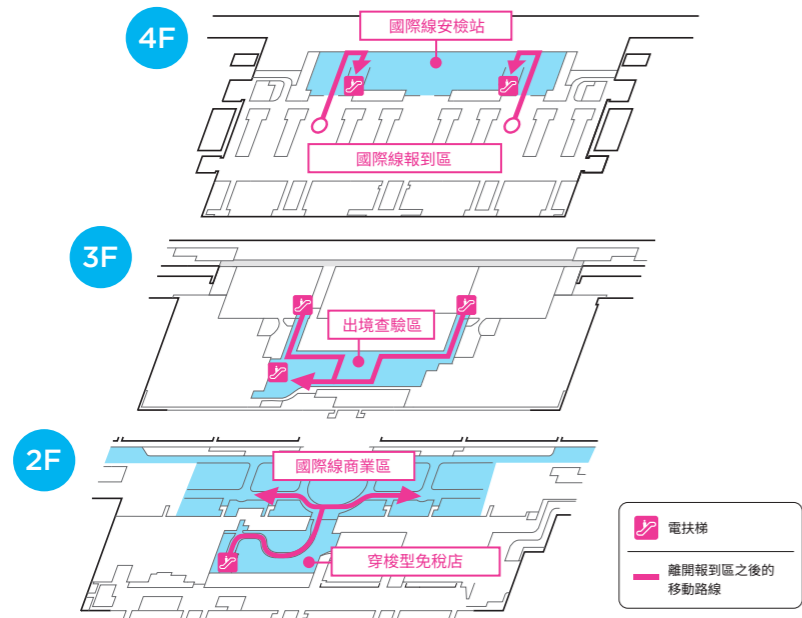 4F
國際線安檢站
國際線報到區
3F
出境查驗區
2F
國際線商業區
穿梭型免稅店
電扶梯
離開報到區之後的
移動路線